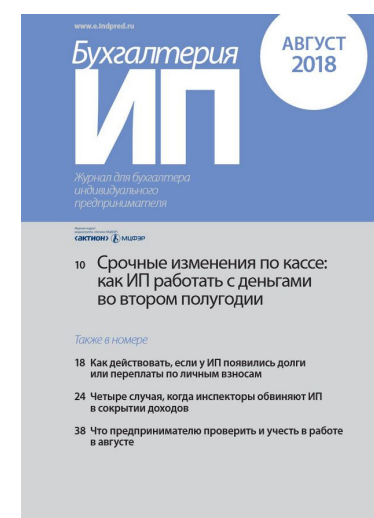 www.e.indpred.ru
Бухгалтерия
ИП
АВГУСТ
2018
Журнал для бухгалтера
индивидуального
предпринимателя
‹актион› МЦФЭР
10 Срочные изменения по кассе:
как ИП работать с деньгами
во втором полугодии
Также в номере
18 Как действовать, если у ИП появились долги
или переплаты по личным взносам
24 Четыре случая, когда инспекторы обвиняют ИП
в сокрытии доходов
38 Что предпринимателю проверить и учесть в работе
в августе